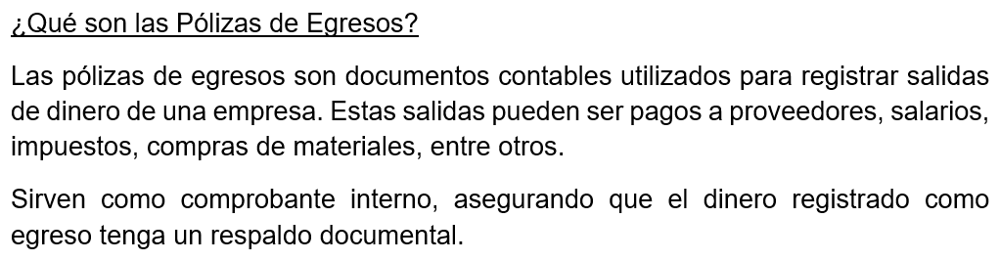 ¿Qué son las Pólizas de Egresos?
Las pólizas de egresos son documentos contables utilizados para registrar salidas
de dinero de una empresa. Estas salidas pueden ser pagos a proveedores, salarios,
impuestos, compras de materiales, entre otros.
Sirven como comprobante interno, asegurando que el dinero registrado como
egreso tenga un respaldo documental.